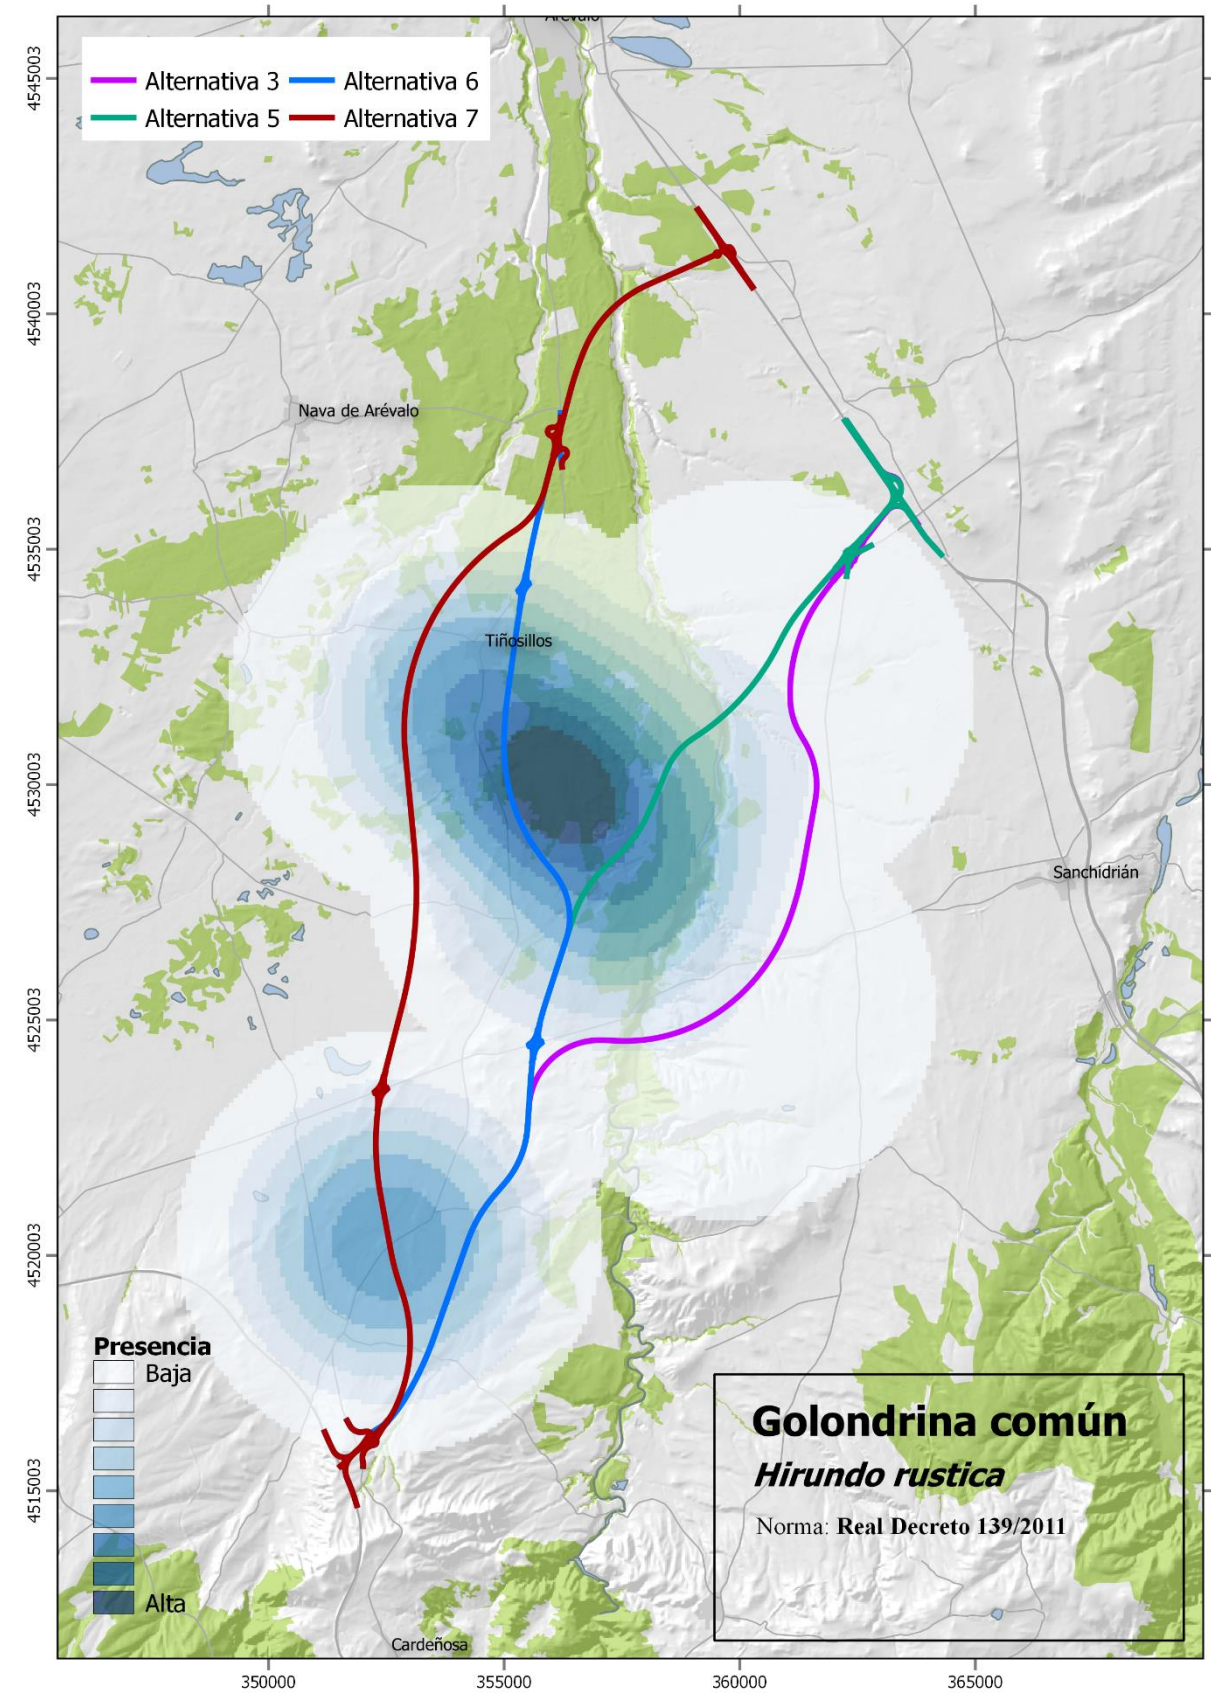 Arévalo
Alternativa 3
Alternativa 6
Alternativa 5
Alternativa 7
4545003
4540003
Nava de Arévalo
4535003
Tiñosillos
4530003
Sanchidrián
4525003
4520003
Presencia
Baja
Alta
Golondrina común
Hirundo rustica
Norma: Real Decreto 139/2011
4515003
Cardeñosa
350000
355000
360000
365000